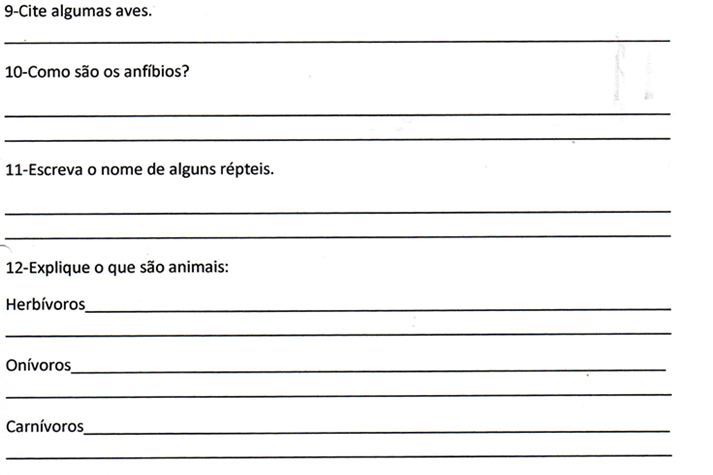 9-Cite algumas aves.
10-Como são os anfíbios?
11-Escreva o nome de alguns répteis.
12-Explique o que são animais:
Herbívoros
Onívoros
Carnívoros